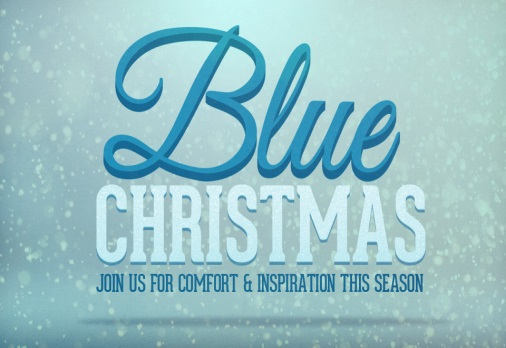 Blue
CHRISTMAS
JOIN US FOR COMFORT & INSPIRATION THIS SEASON